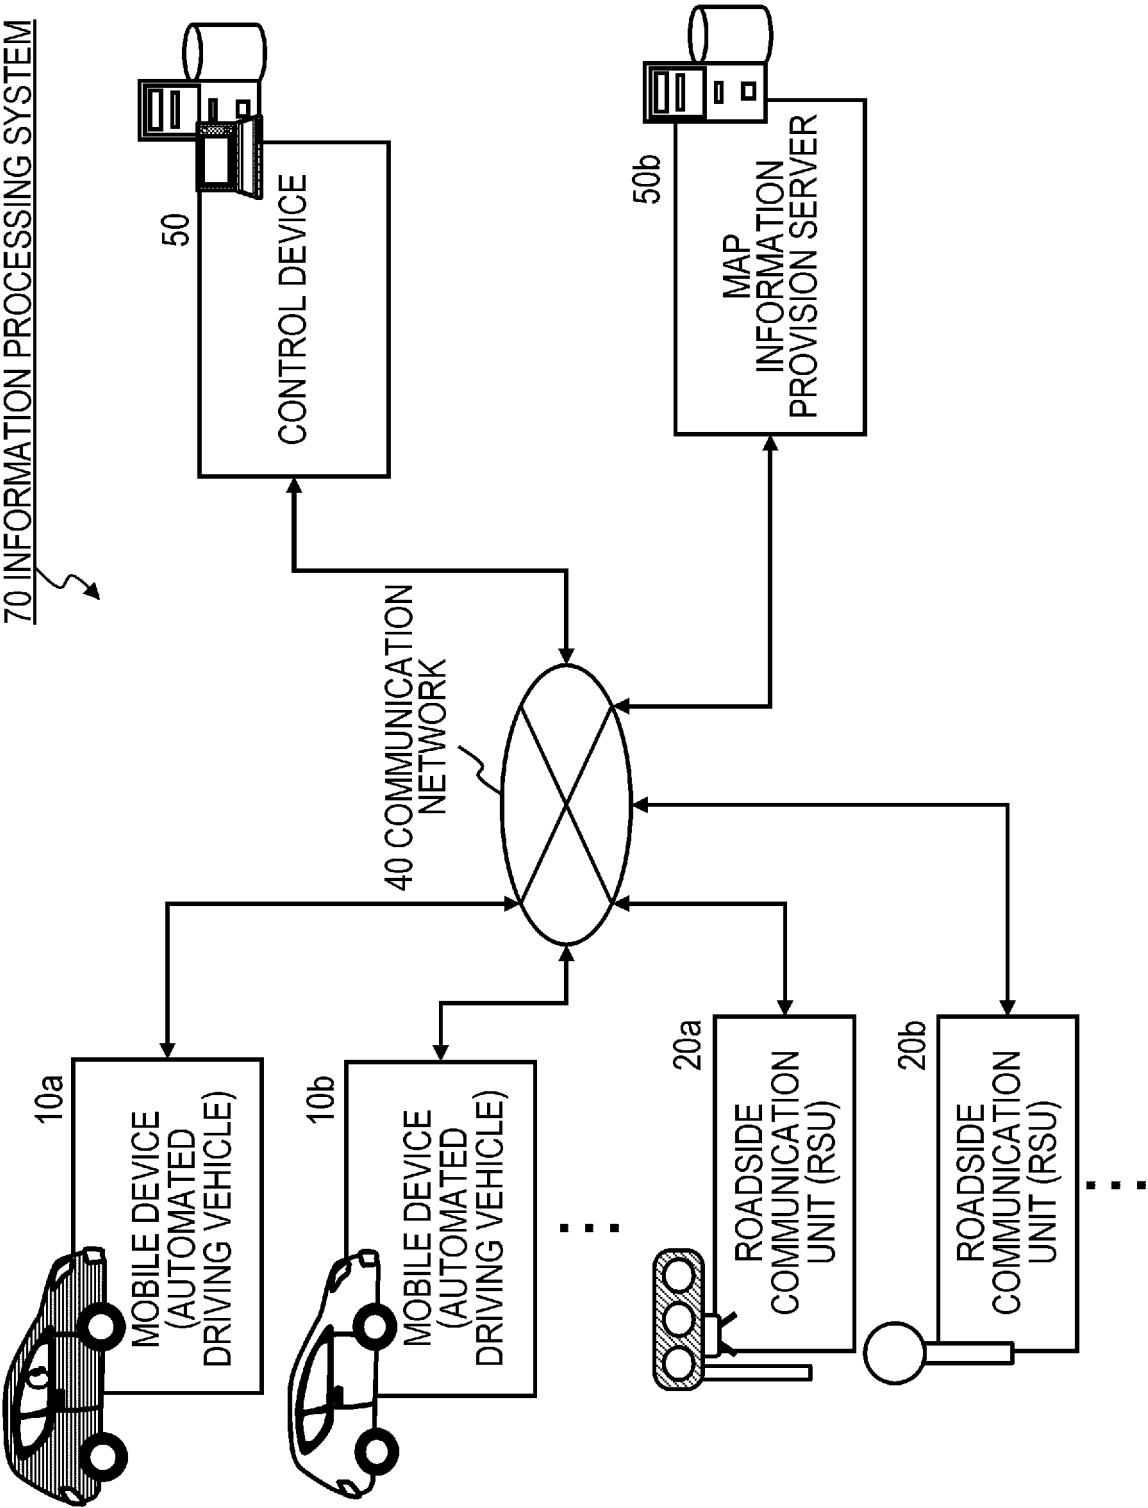 70 INFORMATION PROCESSING SYSTEM
50
CONTROL DEVICE
50b
MAP
INFORMATION
PROVISION SERVER
40 COMMUNICATION
NETWORK
10a
MOBILE DEVICE
(AUTOMATED
DRIVING VEHICLE)
10b
MOBILE DEVICE
(AUTOMATED
DRIVING VEHICLE)
20a
ROADSIDE
COMMUNICATION
UNIT (RSU)
20b
ROADSIDE
COMMUNICATION
UNIT (RSU)